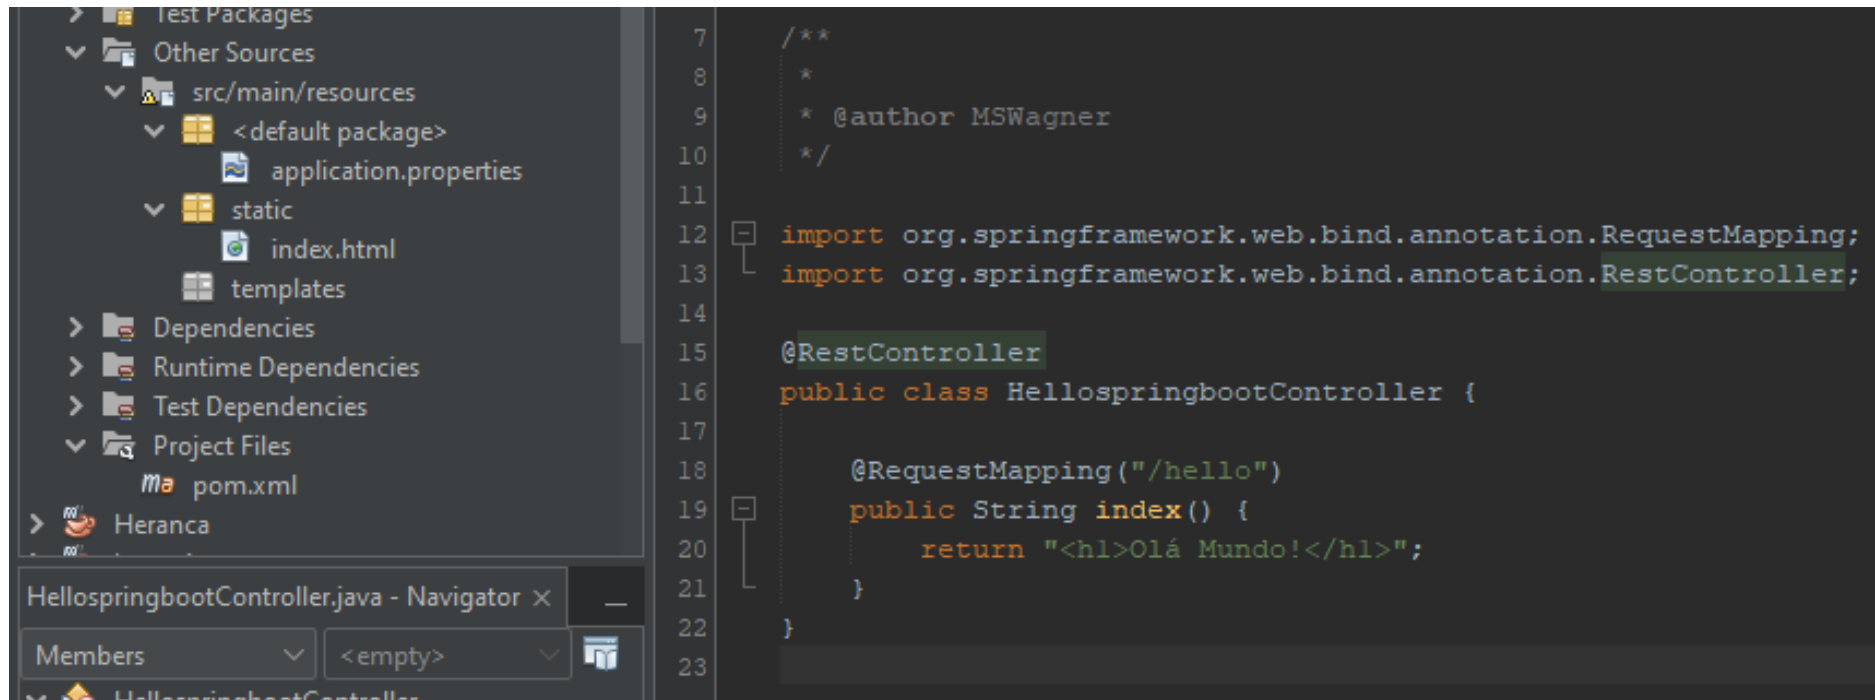 Test Packages
Other Sources
src/main/resources
<default package>
application.properties
static
index.html
templates
Dependencies
Runtime Dependencies
Test Dependencies
Project Files
pom.xml
Heranca
HellospringbootController.java - Navigator
Members
<empty>
HellospringbootController
7 /**
8 *
9 * @author MSWagner
10 */
11
12 import org.springframework.web.bind.annotation.RequestMapping;
13 import org.springframework.web.bind.annotation.RestController;
14
15 @RestController
16 public class HellospringbootController {
17
18 @RequestMapping("/hello")
19 public String index() {
20 return "<h1>Olá Mundo!</h1>";
21 }
22 }
23